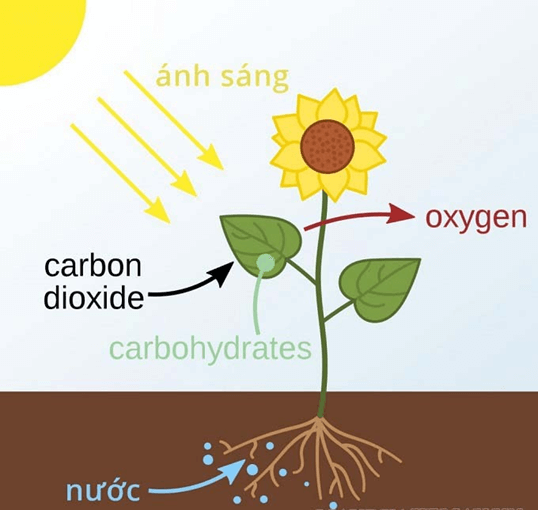 ánh sáng
oxygen
carbon
dioxide
carbohydrates
nước